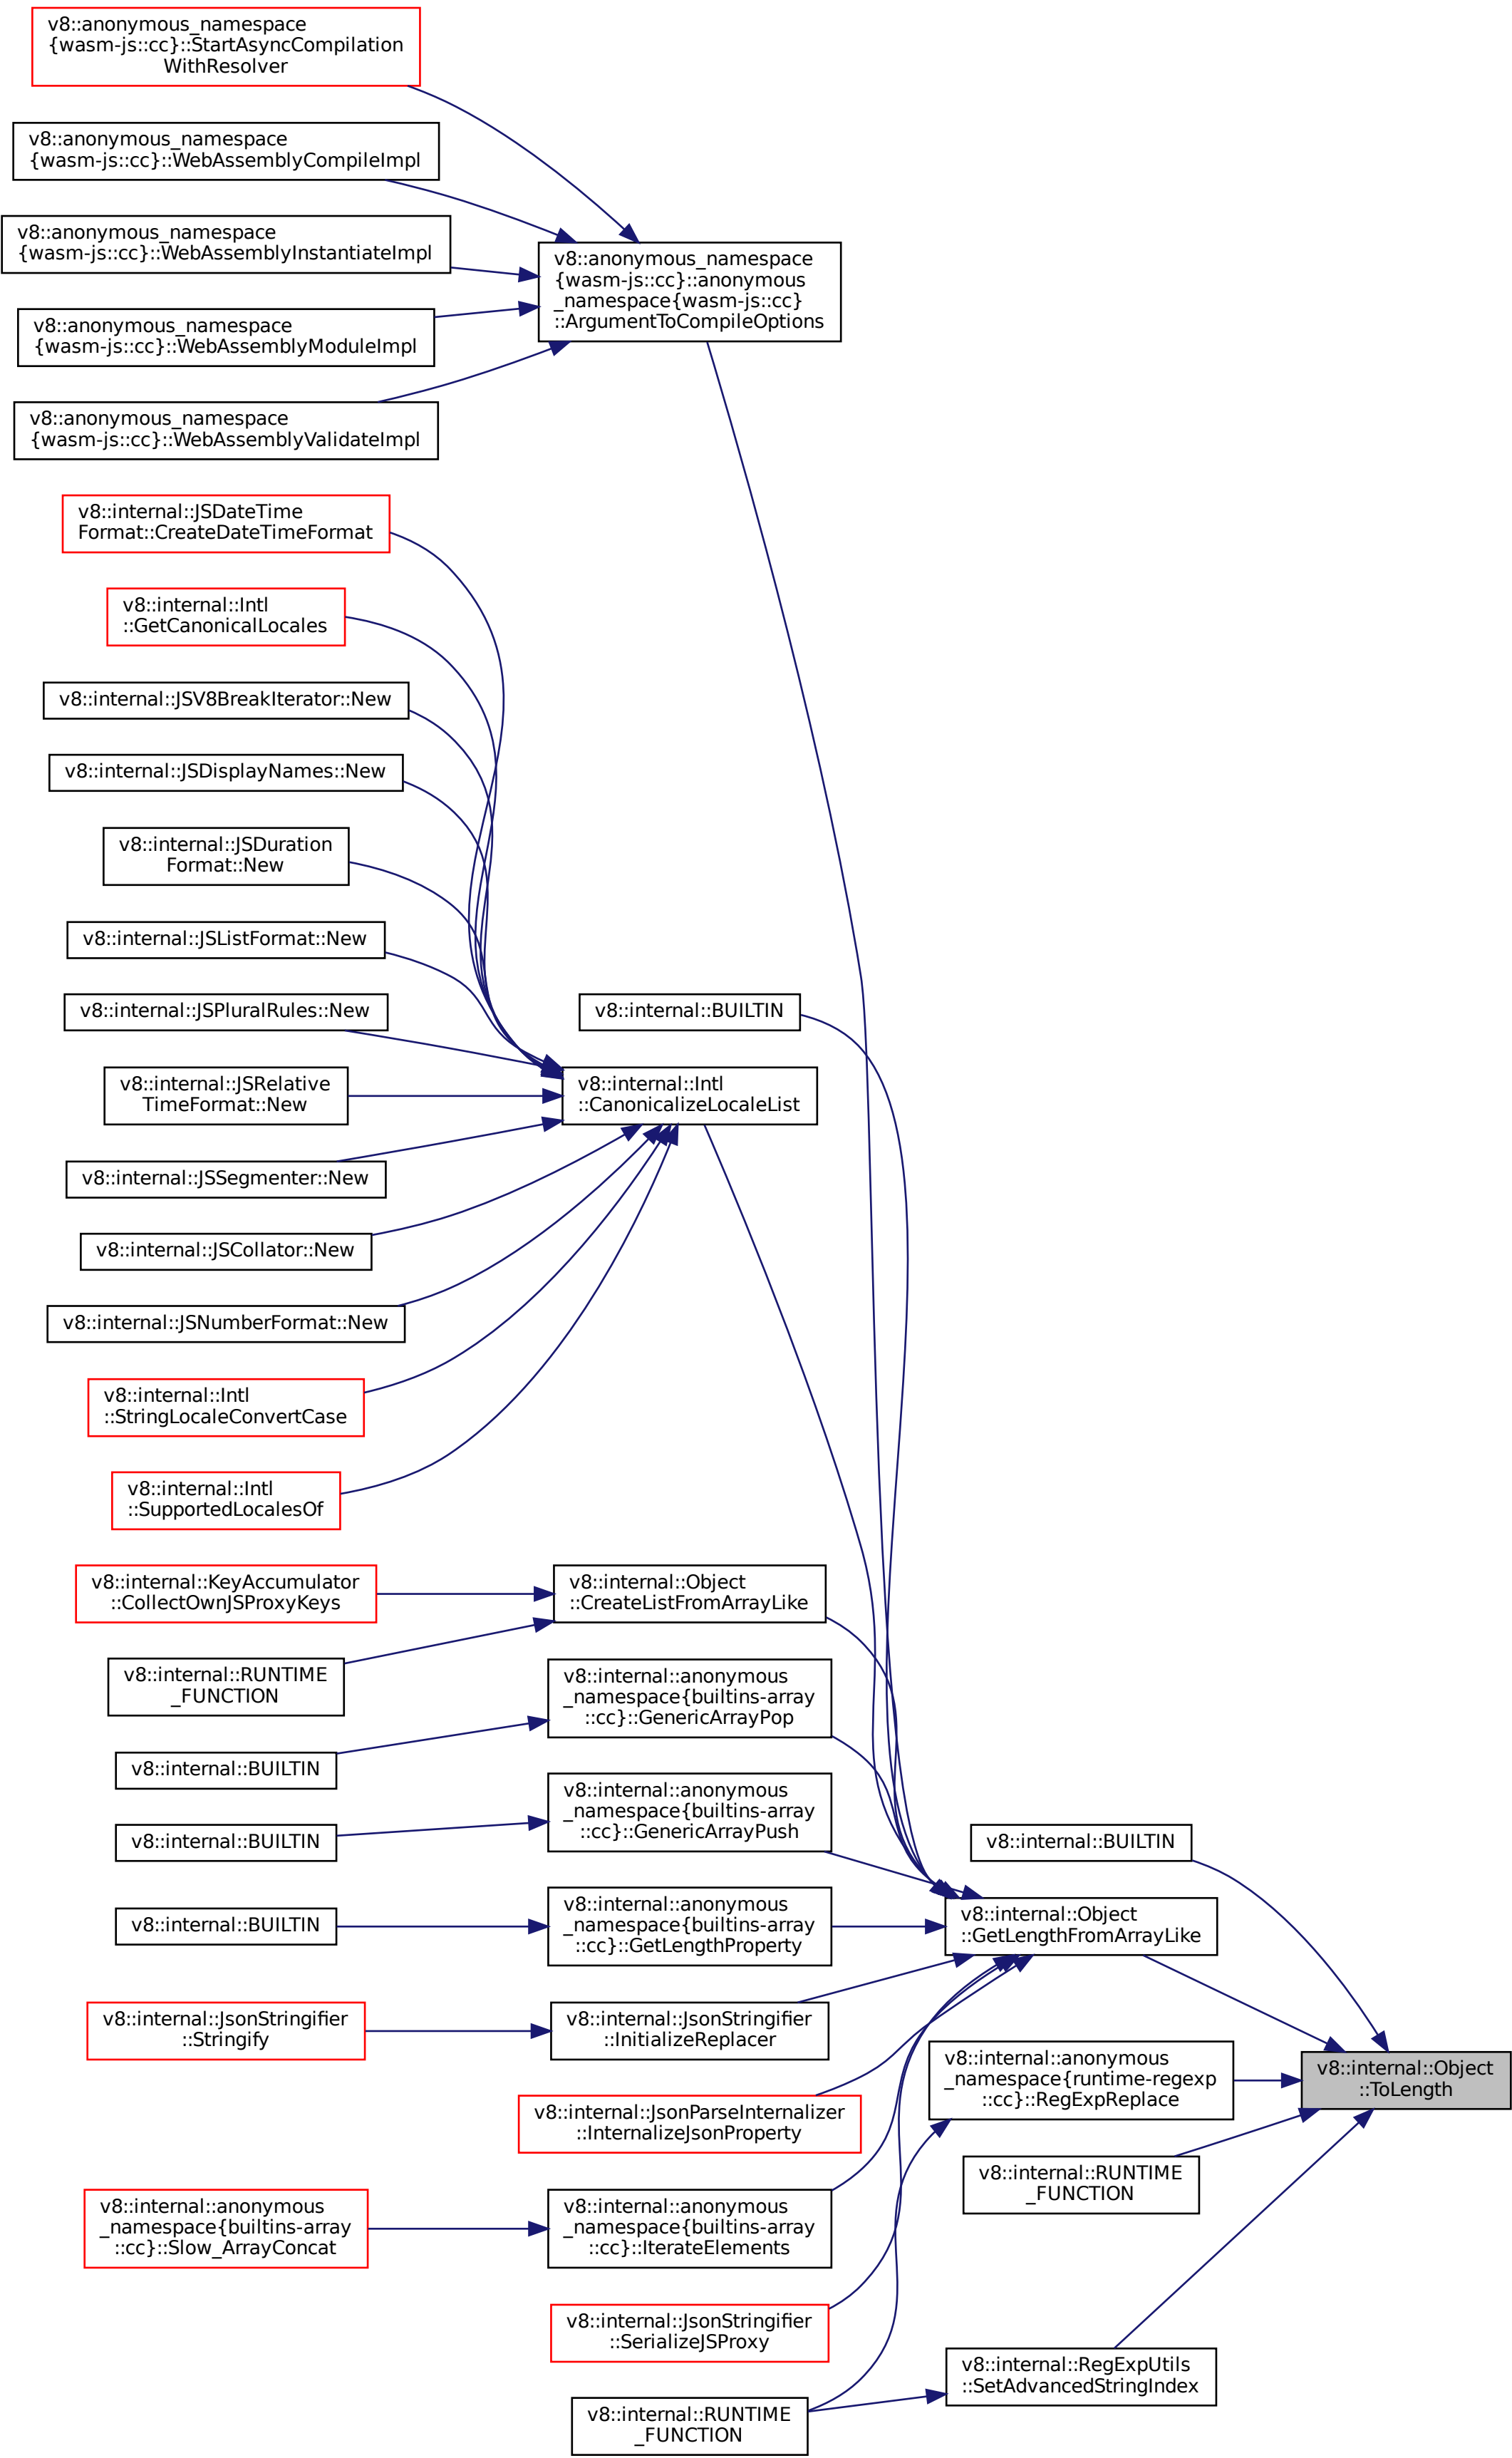 v8::anonymous_namespace
{wasm-js::cc}::StartAsyncCompilation
WithResolver
v8::anonymous_namespace
{wasm-js::cc}::WebAssemblyCompileImpl
v8::anonymous_namespace
{wasm-js::cc}::WebAssemblyInstantiateImpl
v8::anonymous_namespace
{wasm-js::cc}::WebAssemblyModuleImpl
v8::anonymous_namespace
{wasm-js::cc}::WebAssemblyValidateImpl
v8::anonymous_namespace
{wasm-js::cc}::anonymous
_namespace{wasm-js::cc}
::ArgumentToCompileOptions
v8::internal::JSDateTime
Format::CreateDateTimeFormat
v8::internal::Intl
::GetCanonicalLocales
v8::internal::JSV8BreakIterator::New
v8::internal::JSDisplayNames::New
v8::internal::JSDuration
Format::New
v8::internal::JSListFormat::New
v8::internal::JSPluralRules::New
v8::internal::JSRelative
TimeFormat::New
v8::internal::JSSegmenter::New
v8::internal::JSCollator::New
v8::internal::JSNumberFormat::New
v8::internal::Intl
::StringLocaleConvertCase
v8::internal::Intl
::SupportedLocalesOf
v8::internal::BUILTIN
v8::internal::Intl
::CanonicalizeLocaleList
v8::internal::KeyAccumulator
::CollectOwnJSProxyKeys
v8::internal::RUNTIME
_FUNCTION
v8::internal::BUILTIN
v8::internal::BUILTIN
v8::internal::BUILTIN
v8::internal::JsonStringifier
::Stringify
v8::internal::anonymous
_namespace{builtins-array
::cc}::Slow_ArrayConcat
v8::internal::Object
::CreateListFromArrayLike
v8::internal::anonymous
_namespace{builtins-array
::cc}::GenericArrayPop
v8::internal::anonymous
_namespace{builtins-array
::cc}::GenericArrayPush
v8::internal::anonymous
_namespace{builtins-array
::cc}::GetLengthProperty
v8::internal::JsonStringifier
::InitializeReplacer
v8::internal::JsonParseInternalizer
::InternalizeJsonProperty
v8::internal::anonymous
_namespace{builtins-array
::cc}::IterateElements
v8::internal::JsonStringifier
::SerializeJSProxy
v8::internal::RUNTIME
_FUNCTION
v8::internal::BUILTIN
v8::internal::Object
::GetLengthFromArrayLike
v8::internal::anonymous
_namespace{runtime-regexp
::cc}::RegExpReplace
v8::internal::RUNTIME
_FUNCTION
v8::internal::RegExpUtils
::SetAdvancedStringIndex
v8::internal::Object
::ToLength